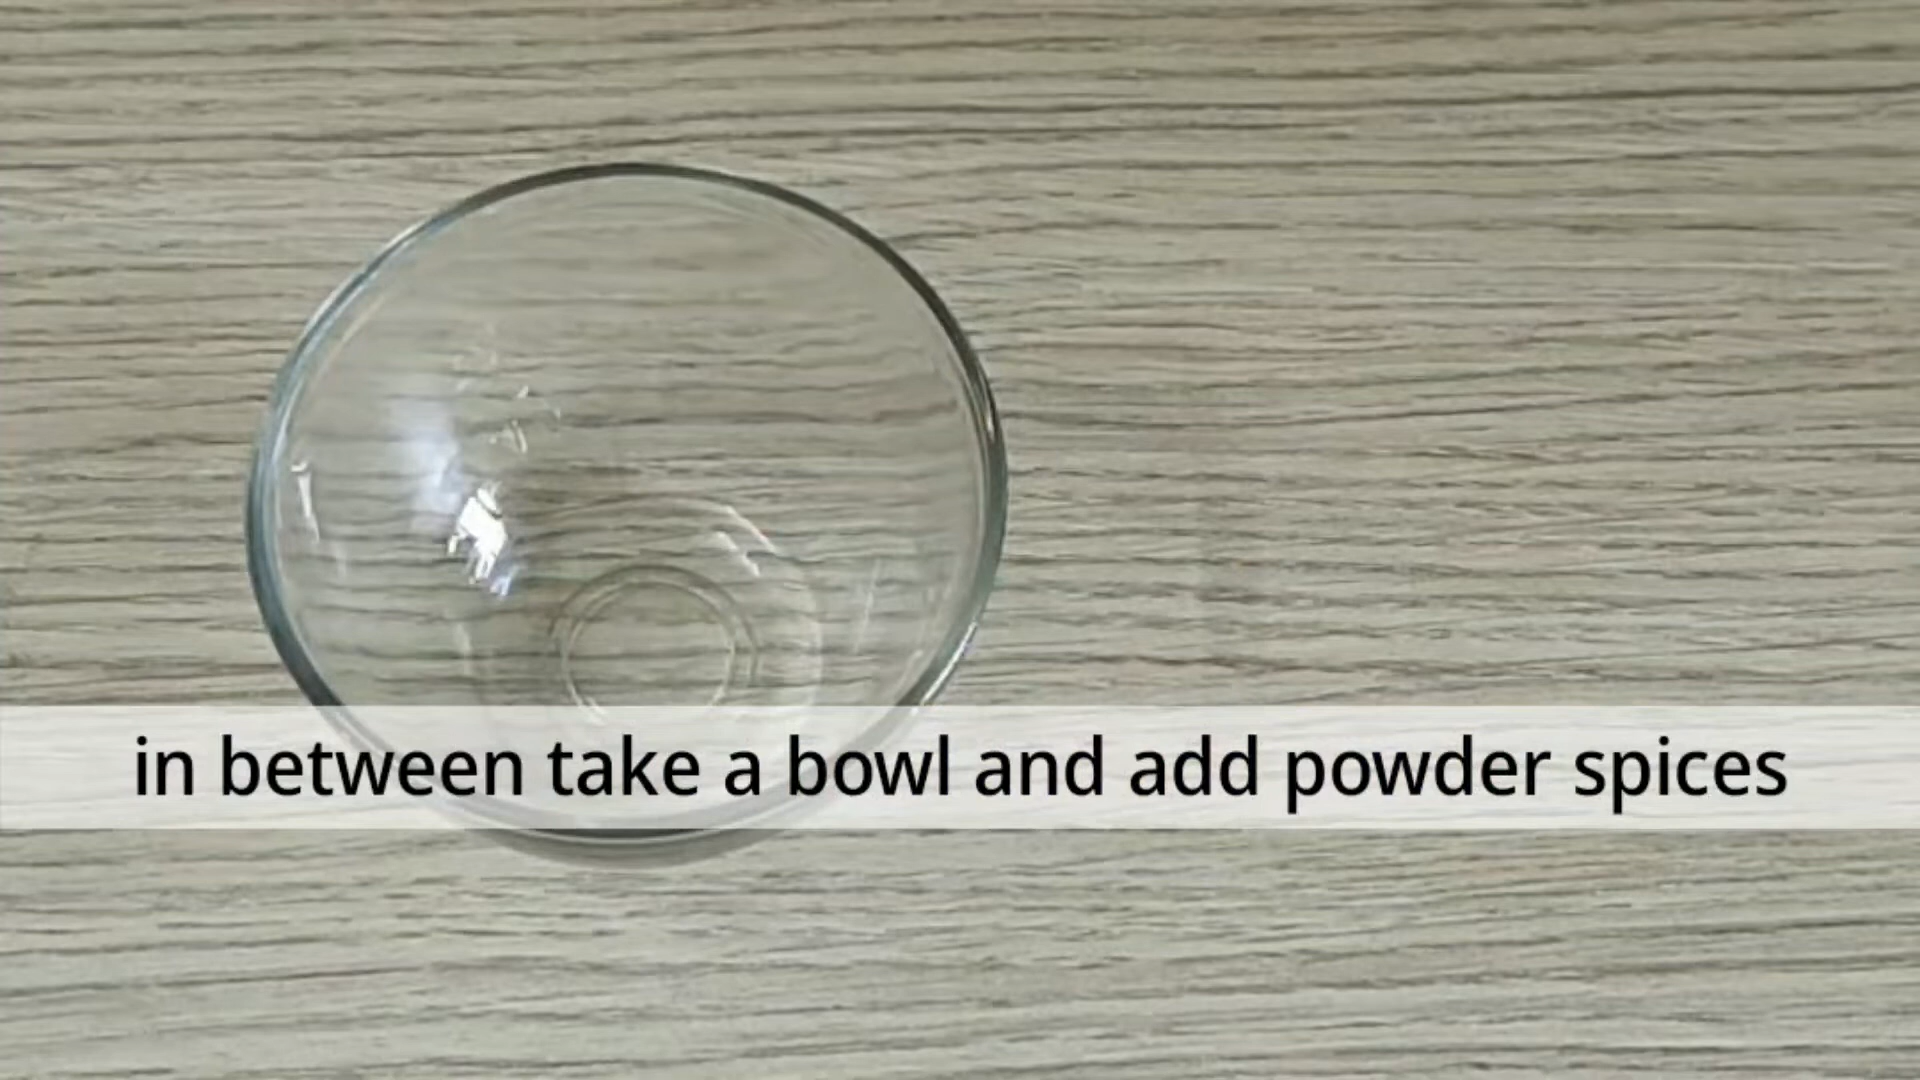 in between take a bowl and add powder spices